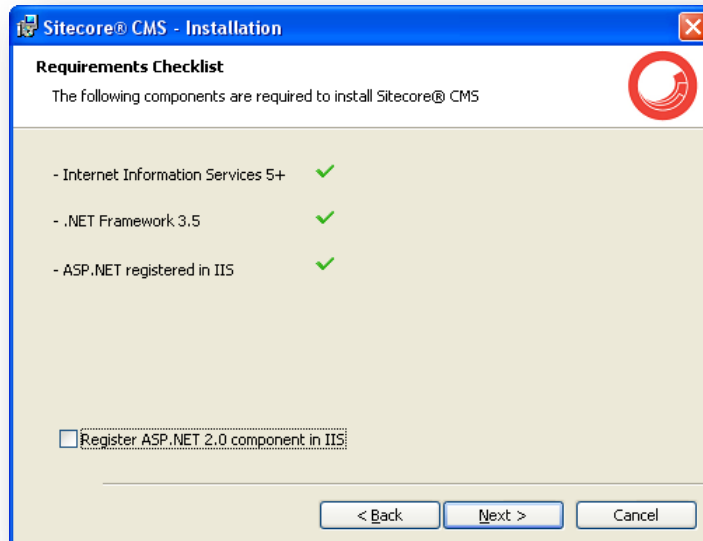 Sitecore® CMS - Installation
Requirements Checklist
The following components are required to install Sitecore® CMS
- Internet Information Services 5+
- .NET Framework 3.5
- ASP.NET registered in IIS
Register ASP.NET 2.0 component in IIS
< Back
Next >
Cancel